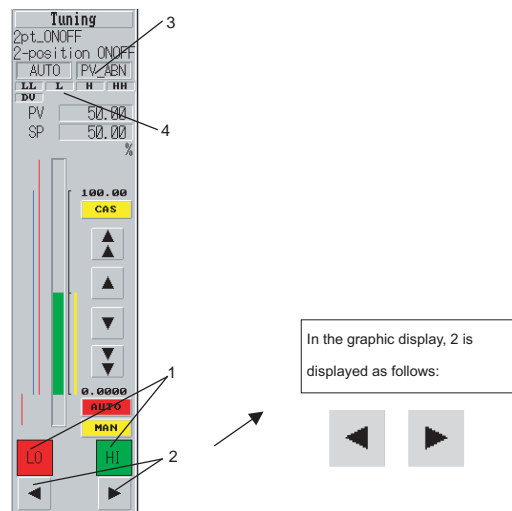 Tuning
2pt_ONOFF
2-position ONOFF
AUTO PV_ABN
LL L H HH
DV
PV 50.00
SP 50.00
%
100.00
CAS
0.0000
AUTO
MAN
LO HI
3
4
1
2
In the graphic display, 2 is
displayed as follows: